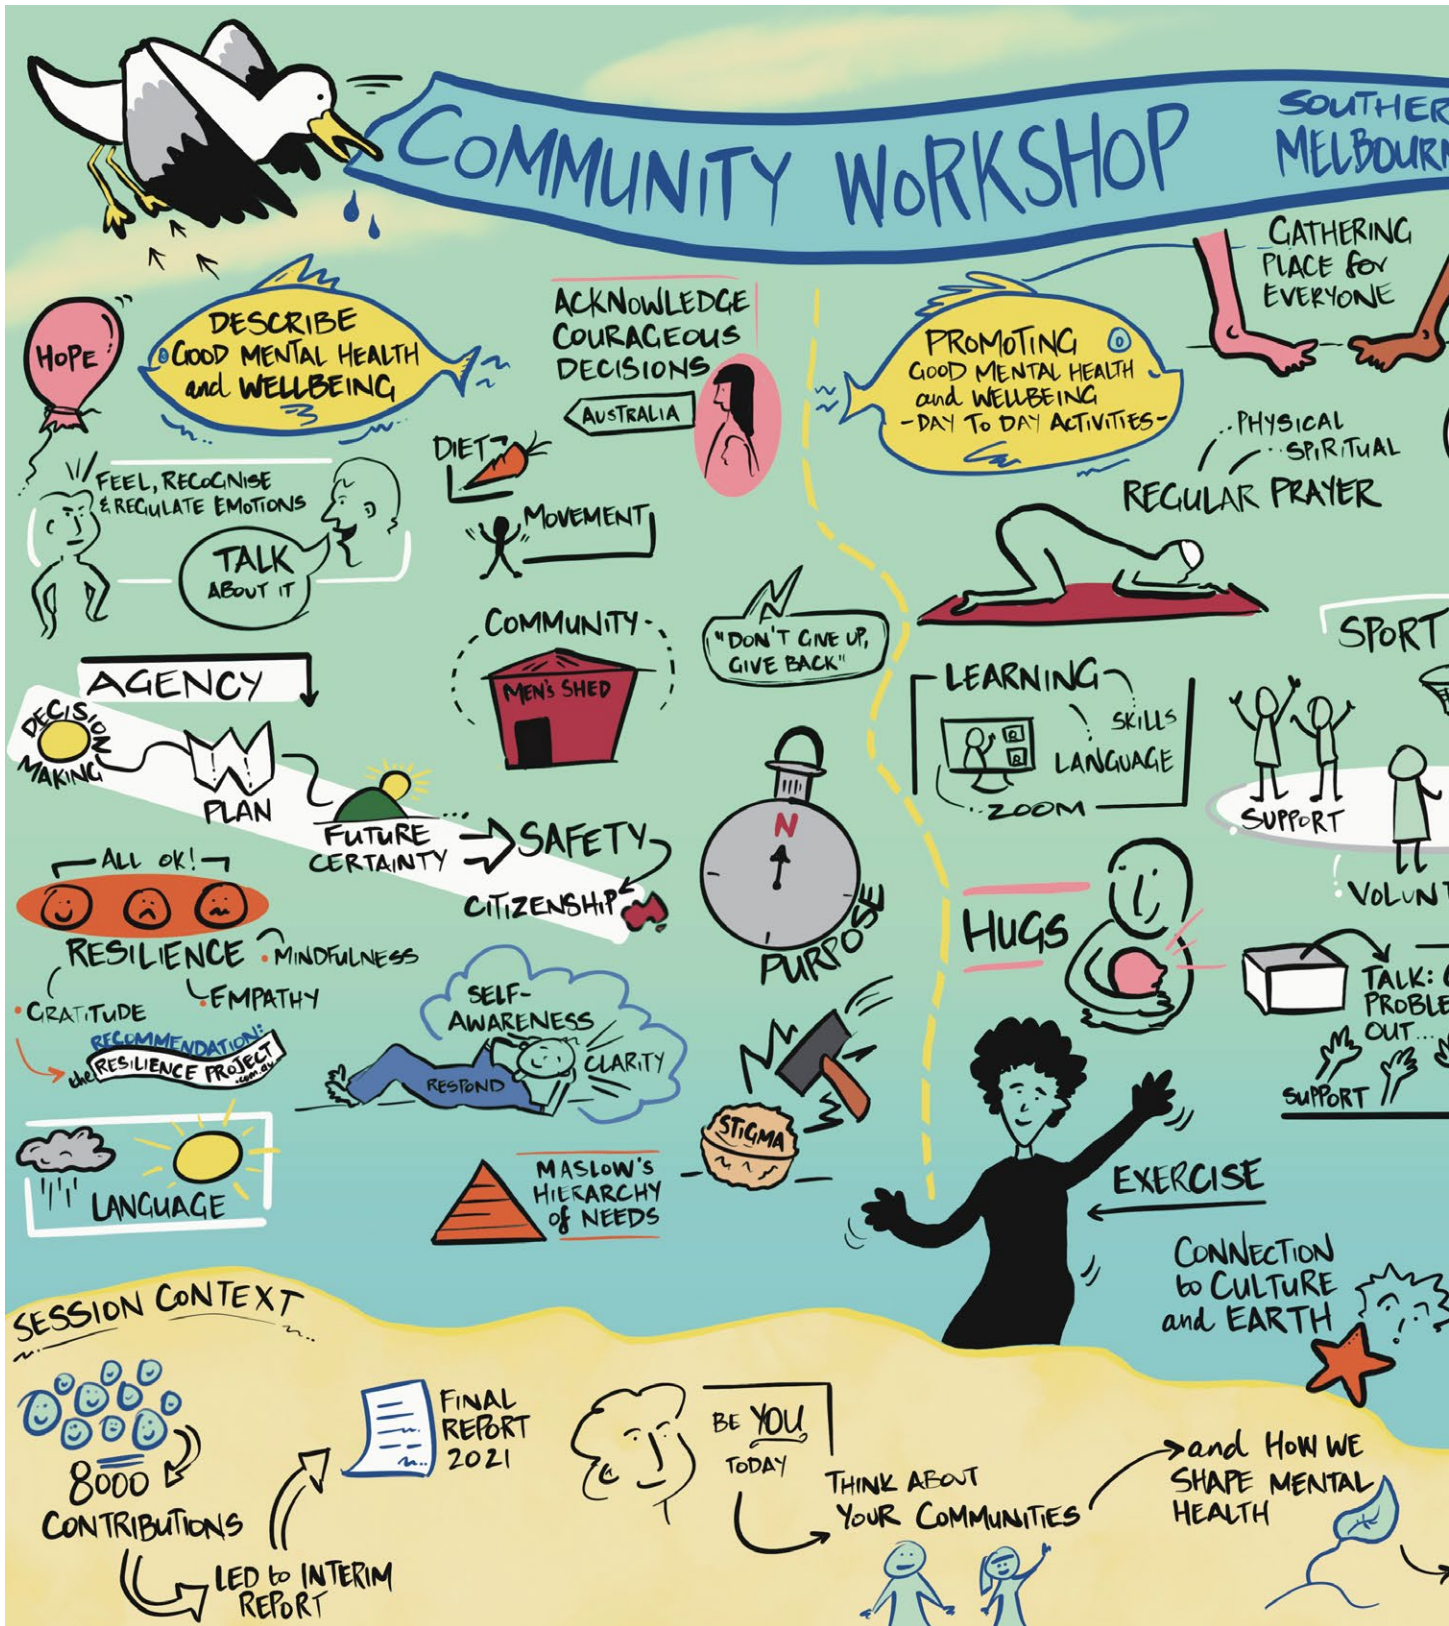 COMMUNITY WORKSHOP
SOUTHER
MELBOURN
HOPE
DESCRIBE
GOOD MENTAL HEALTH
and WELLBEING
ACKNOWLEDGE
COURAGEOUS
DECISIONS
AUSTRALIA
FEEL, RECOGNISE
& REGULATE EMOTIONS
TALK
ABOUT IT
DIET
MOVEMENT
COMMUNITY
MEN'S SHED
"DON'T GIVE UP,
GIVE BACK"
AGENCY
DECISION
MAKING
PLAN
FUTURE
CERTAINTY
SAFETY
CITIZENSHIP
N
PURPOSE
ALL OK!
RESILIENCE
MINDFULNESS
GRATITUDE
EMPATHY
RECOMMENDATION:
the RESILIENCE PROJECT
.com.au
SELF-
AWARENESS
CLARITY
RESPOND
STIGMA
LANGUAGE
MASLOW'S
HIERARCHY
of NEEDS
PROMOTING
GOOD MENTAL HEALTH
and WELLBEING
- DAY TO DAY ACTIVITIES -
GATHERING
PLACE for
EVERYONE
PHYSICAL
SPIRITUAL
REGULAR PRAYER
LEARNING
SKILLS
LANGUAGE
ZOOM
SPORT
SUPPORT
VOLUNT
HUGS
TALK:
PROBLE
OUT...
SUPPORT
EXERCISE
CONNECTION
to CULTURE
and EARTH
SESSION CONTEXT
8000
CONTRIBUTIONS
LED to INTERIM
REPORT
FINAL
REPORT
2021
BE YOU
TODAY
THINK ABOUT
YOUR COMMUNITIES
and HOW WE
SHAPE MENTAL
HEALTH